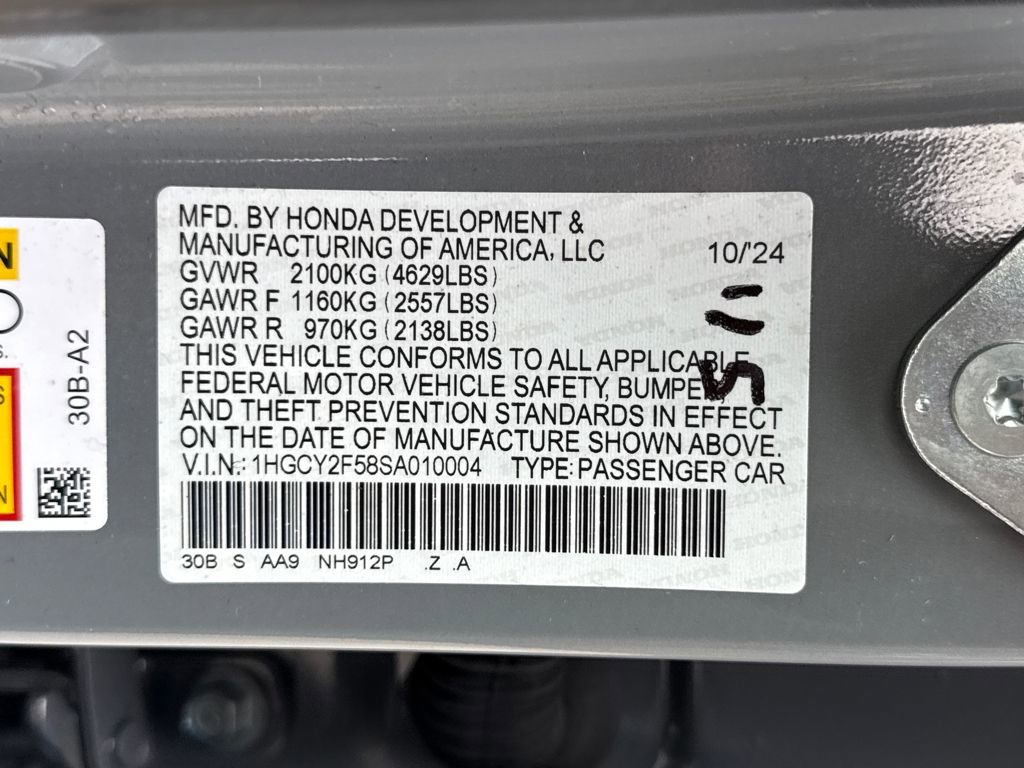 MFD. BY HONDA DEVELOPMENT &
MANUFACTURING OF AMERICA, LLC
10/'24
GVWR 2100KG (4629LBS)
GAWR F 1160KG (2557LBS)
GAWR R 970KG (2138LBS)
THIS VEHICLE CONFORMS TO ALL APPLICABLE
FEDERAL MOTOR VEHICLE SAFETY, BUMPER
AND THEFT PREVENTION STANDARDS IN EFFECT
ON THE DATE OF MANUFACTURE SHOWN ABOVE.
V.I.N.: 1HGCY2F58SA010004 TYPE: PASSENGER CAR
30B S AA9 NH912P .Z .A
30B-A2
N